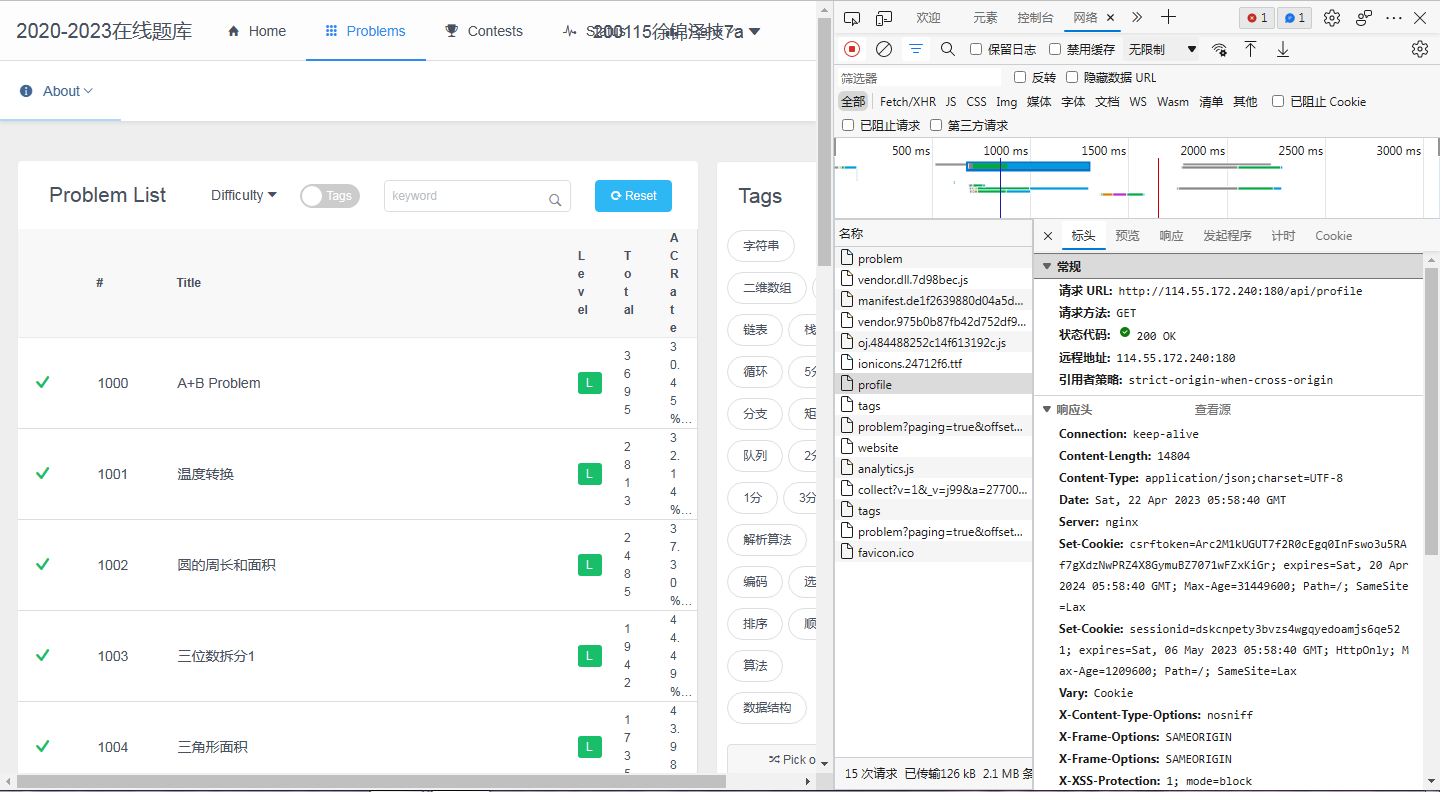 2020-2023在线题库
Home
Problems
Contests
200115徐锦泽技7a
About
Problem List
Difficulty
Tags
keyword
Reset
# Title Level Total AC Rate
1000 A+B Problem L 3695 30.45%...
1001 温度转换 L 2813 32.14%...
1002 圆的周长和面积 L 2485 37.30%...
1003 三位数拆分1 L 1942 44.49%...
1004 三角形面积 L 1735 43.98
Tags
字符串
二维数组
链表 栈
循环 5分
分支 矩
队列 2分
1分 3分
解析算法
编码 选
排序 顺
算法
数据结构
Pick o
欢迎 元素 控制台 网络 1 1
保留日志 禁用缓存 无限制
筛选器 反转 隐藏数据 URL
全部 Fetch/XHR JS CSS Img 媒体 字体 文档 WS Wasm 清单 其他 已阻止 Cookie
已阻止请求 第三方请求
500 ms 1000 ms 1500 ms 2000 ms 2500 ms 3000 ms
名称
problem
vendor.dll.7d98bec.js
manifest.de1f2639880d04a5d...
vendor.975b0b87fb42d752df9...
oj.484488252c14f613192c.js
ionicons.24712f6.ttf
profile
tags
problem?paging=true&offset...
website
analytics.js
collect?v=1&_v=j99&a=27700...
tags
problem?paging=true&offset...
favicon.ico
15 次请求 已传输126 kB 2.1 MB 条
标头 预览 响应 发起程序 计时 Cookie
常规
请求 URL: http://114.55.172.240:180/api/profile
请求方法: GET
状态代码: 200 OK
远程地址: 114.55.172.240:180
引用者策略: strict-origin-when-cross-origin
响应头 查看源
Connection: keep-alive
Content-Length: 14804
Content-Type: application/json;charset=UTF-8
Date: Sat, 22 Apr 2023 05:58:40 GMT
Server: nginx
Set-Cookie: csrftoken=Arc2M1kUGUT7f2R0cEgq0InFswo3u5RA
f7gXdzNwPRZ4X8GymuBZ7071wFZxKiGr; expires=Sat, 20 Apr
2024 05:58:40 GMT; Max-Age=31449600; Path=/; SameSite
=Lax
Set-Cookie: sessionid=dskcnpety3bvzs4wgqyedoamjs6qe52
1; expires=Sat, 06 May 2023 05:58:40 GMT; HttpOnly; M
ax-Age=1209600; Path=/; SameSite=Lax
Vary: Cookie
X-Content-Type-Options: nosniff
X-Frame-Options: SAMEORIGIN
X-Frame-Options: SAMEORIGIN
X-XSS-Protection: 1; mode=block